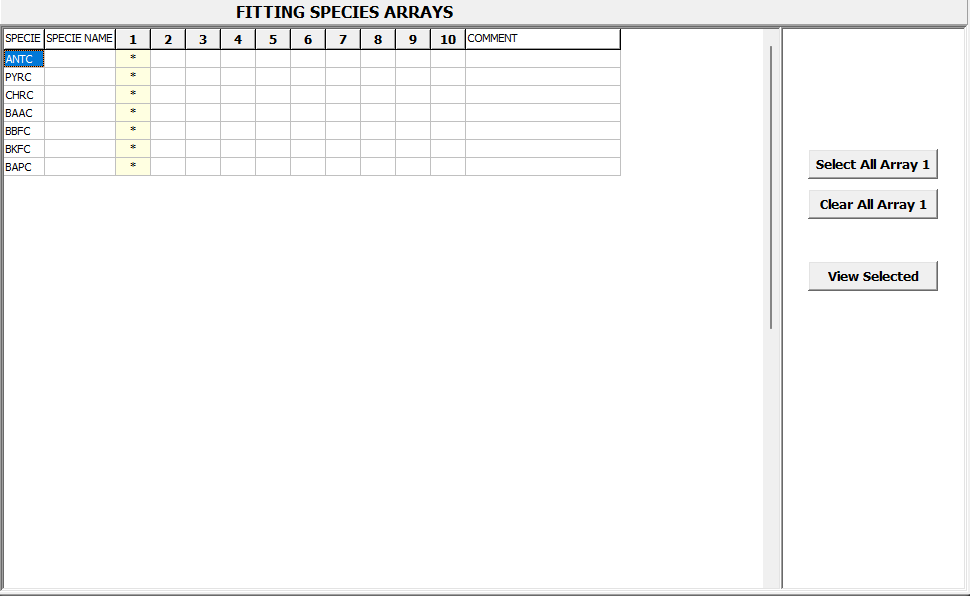 FITTING SPECIES ARRAYS
SPECIE SPECIE NAME 1 2 3 4 5 6 7 8 9 10 COMMENT
ANTC *
PYRC *
CHRC *
BAAC *
BBFC *
BKFC *
BAPC *
Select All Array 1
Clear All Array 1
View Selected